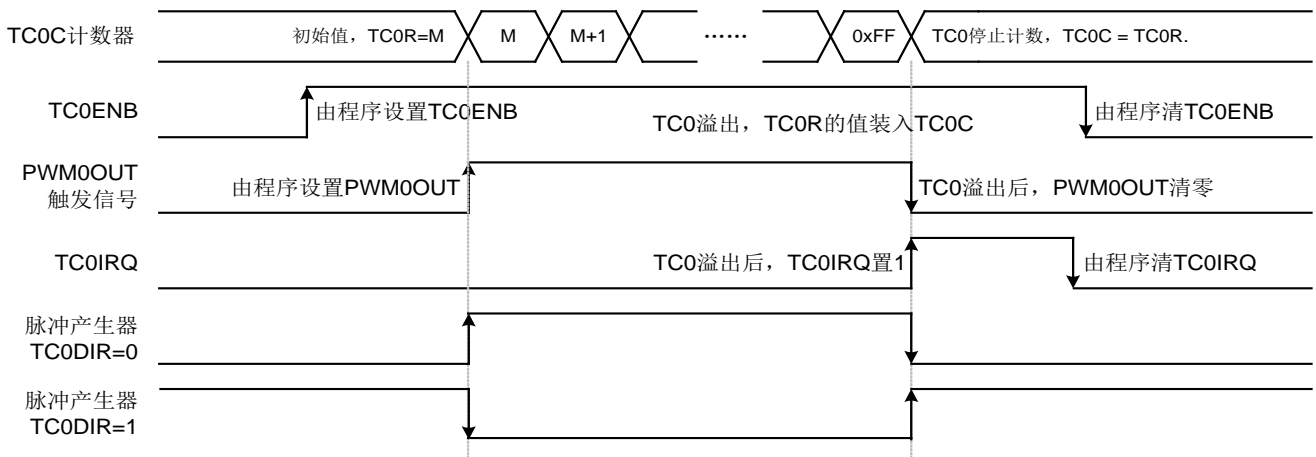 TC0C计数器
初始值，TC0R=M
M
M+1
……
0xFF
TC0停止计数，TC0C = TC0R.
TC0ENB
由程序设置TC0ENB
TC0溢出，TC0R的值装入TC0C
由程序清TC0ENB
PWM0OUT
触发信号
由程序设置PWM0OUT
TC0溢出后，PWM0OUT清零
TC0IRQ
TC0溢出后，TC0IRQ置1
由程序清TC0IRQ
脉冲产生器
TC0DIR=0
脉冲产生器
TC0DIR=1